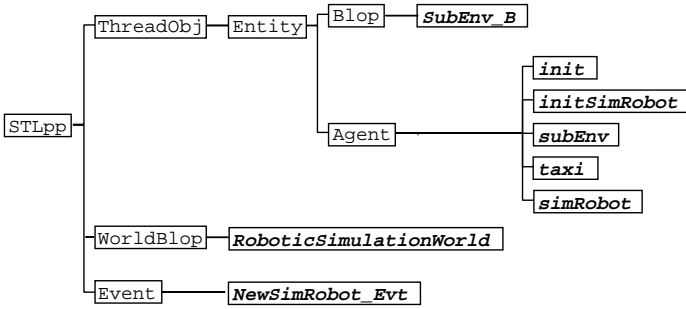 Blop
SubEnv_B
ThreadObj
Entity
init
initSimRobot
STLpp
Agent
subEnv
taxi
simRobot
WorldBlop
RoboticSimulationWorld
Event
NewSimRobot_Evt